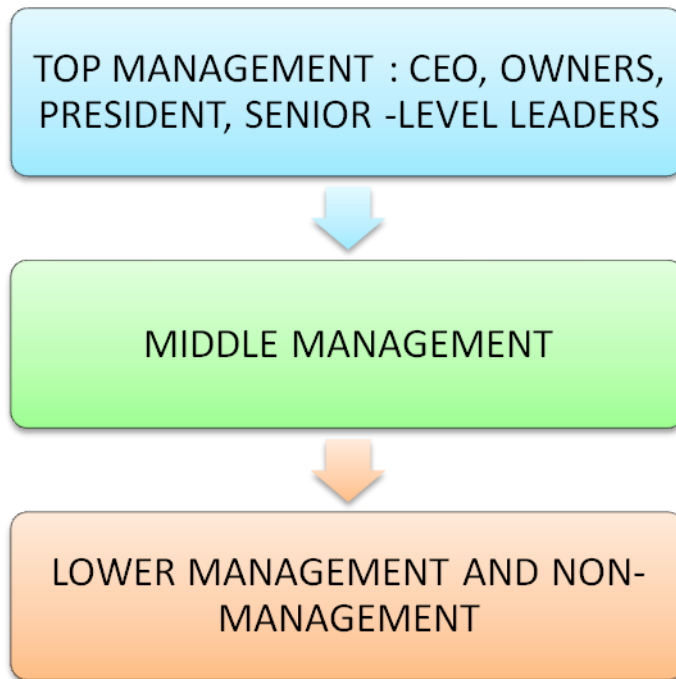 TOP MANAGEMENT : CEO, OWNERS,
PRESIDENT, SENIOR -LEVEL LEADERS
MIDDLE MANAGEMENT
LOWER MANAGEMENT AND NON-
MANAGEMENT